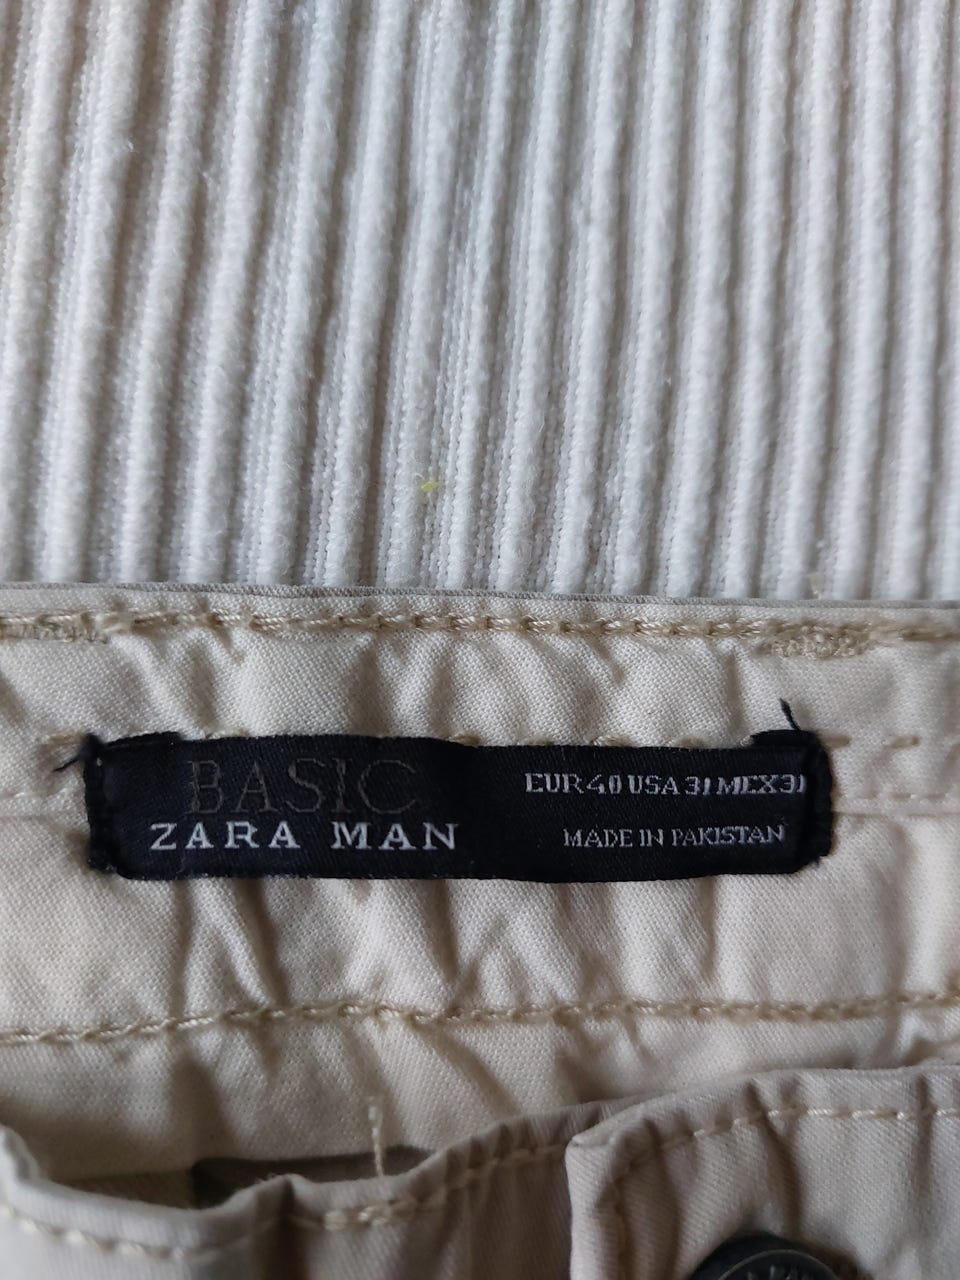 BASIC
ZARA MAN
EUR 40 USA 31 MEX 31
MADE IN PAKISTAN